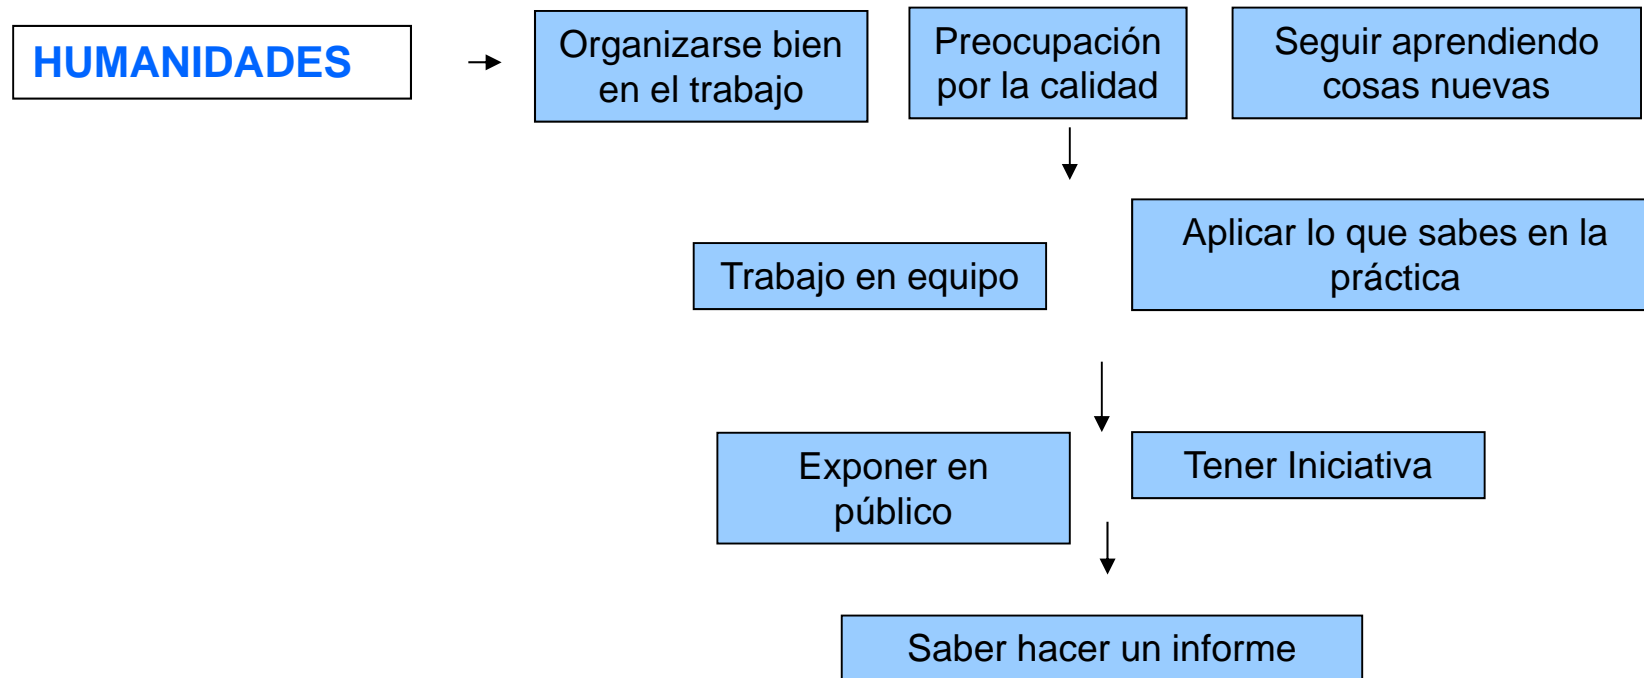 HUMANIDADES
Organizarse bien
en el trabajo
Preocupación
por la calidad
Seguir aprendiendo
cosas nuevas
Trabajo en equipo
Aplicar lo que sabes en la
práctica
Exponer en
público
Tener Iniciativa
Saber hacer un informe